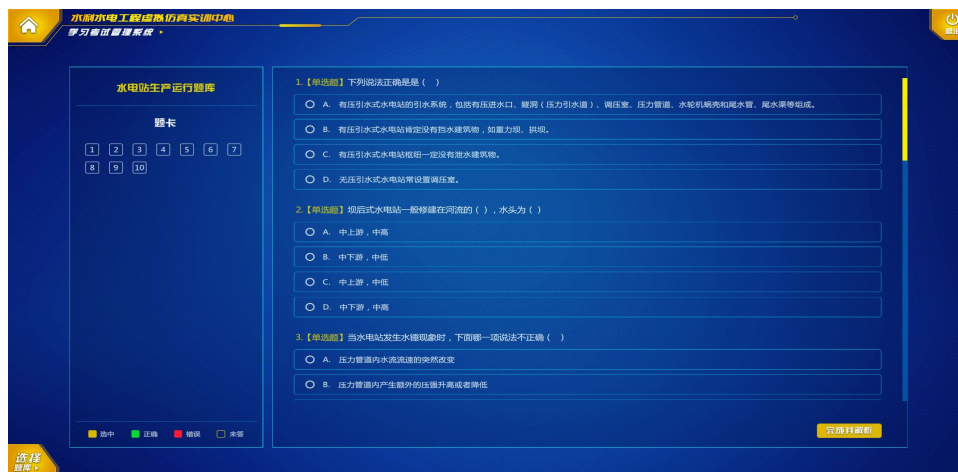 水利水电工程虚拟仿真实训中心
学习考试管理系统
水电站生产运行题库
题卡
1 2 3 4 5 6 7
8 9 10
选中 正确 错误 未答
1.【单选题】下列说法正确是是（ ）
A. 有压引水式水电站的引水系统，包括有压进水口、隧洞（压力引水道）、调压室、压力管道、水轮机蜗壳和尾水管、尾水渠等组成。
B. 有压引水式水电站肯定没有挡水建筑物，如重力坝、拱坝。
C. 有压引水式水电站枢纽一定没有泄水建筑物。
D. 无压引水式水电站常设置调压室。
2.【单选题】坝后式水电站一般修建在河流的（ ），水头为（ ）
A. 中上游，中高
B. 中下游，中低
C. 中上游，中低
D. 中下游，中高
3.【单选题】当水电站发生水锤现象时，下面哪一项说法不正确（ ）
A. 压力管道内水流流速的突然改变
B. 压力管道内产生额外的压强升高或者降低
完成并解析
选择
题库